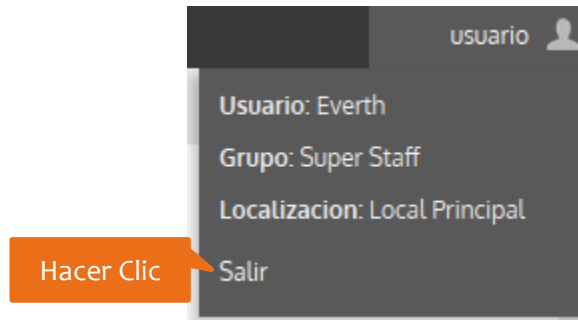 usuario
Usuario: Everth
Grupo: Super Staff
Localizacion: Local Principal
Hacer Clic
Salir